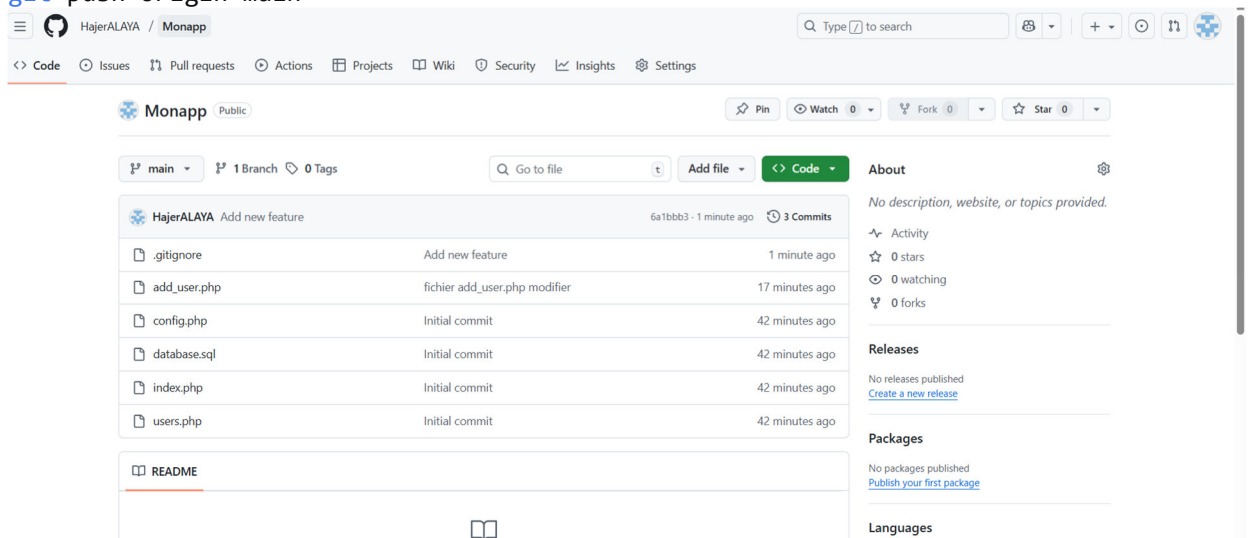 git push origin main
HajerALAYA / Monapp
Type / to search
Code Issues Pull requests Actions Projects Wiki Security Insights Settings
Monapp Public
Pin Watch 0 Fork 0 Star 0
main 1 Branch 0 Tags Go to file t Add file Code
HajerALAYA Add new feature 6a1bbb3 · 1 minute ago 3 Commits
.gitignore Add new feature 1 minute ago
add_user.php fichier add_user.php modifier 17 minutes ago
config.php Initial commit 42 minutes ago
database.sql Initial commit 42 minutes ago
index.php Initial commit 42 minutes ago
users.php Initial commit 42 minutes ago
README
About
No description, website, or topics provided.
Activity
0 stars
0 watching
0 forks
Releases
No releases published
Create a new release
Packages
No packages published
Publish your first package
Languages